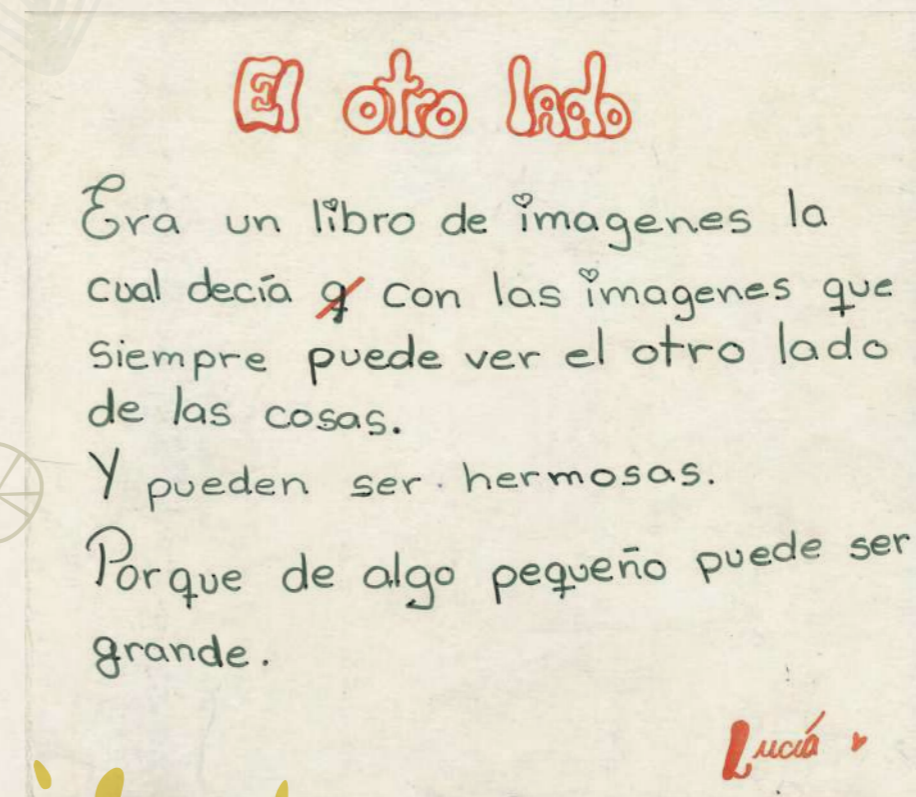 El otro lado
Era un libro de imagenes la
cual decía q con las imagenes que
siempre puede ver el otro lado
de las cosas.
Y pueden ser hermosas.
Porque de algo pequeño puede ser
grande.
Lucía